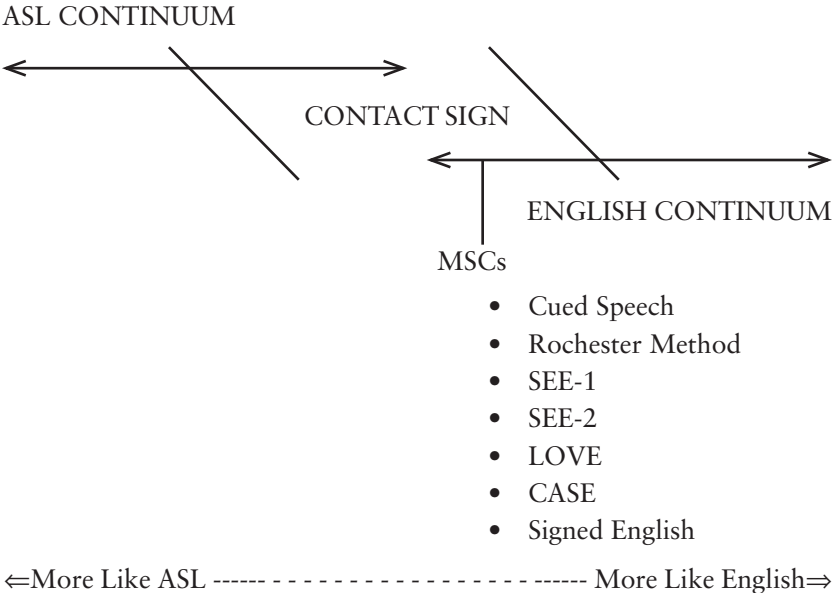 ASL CONTINUUM
CONTACT SIGN
ENGLISH CONTINUUM
MSCs
• Cued Speech
• Rochester Method
• SEE-1
• SEE-2
• LOVE
• CASE
• Signed English
⇐More Like ASL ------ - - - - - - - - - - - - - - - - - ------ More Like English⇒